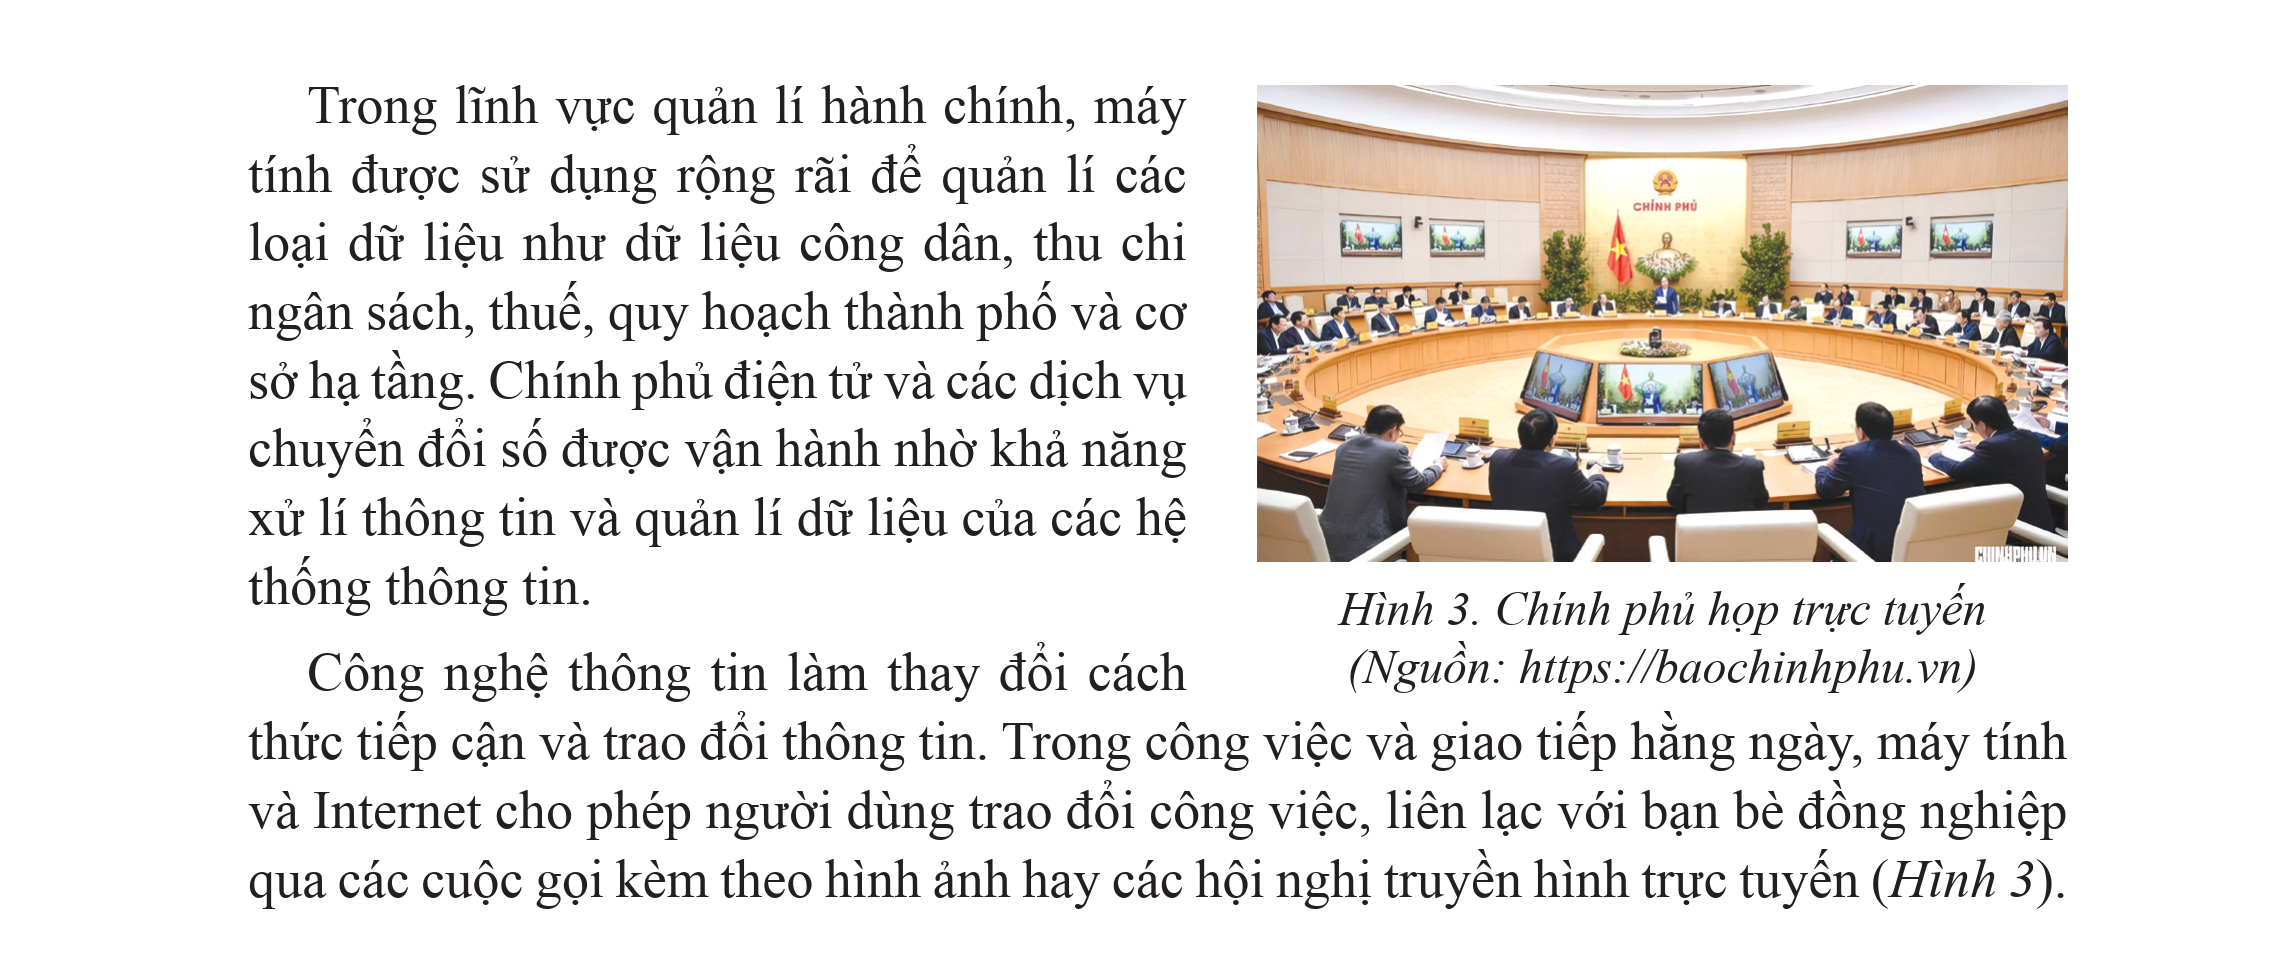 Trong lĩnh vực quản lí hành chính, máy
tính được sử dụng rộng rãi để quản lí các
loại dữ liệu như dữ liệu công dân, thu chi
ngân sách, thuế, quy hoạch thành phố và cơ
sở hạ tầng. Chính phủ điện tử và các dịch vụ
chuyển đổi số được vận hành nhờ khả năng
xử lí thông tin và quản lí dữ liệu của các hệ
thống thông tin.
CHÍNH PHỦ
Hình 3. Chính phủ họp trực tuyến
(Nguồn: https://baochinhphu.vn)
Công nghệ thông tin làm thay đổi cách
thức tiếp cận và trao đổi thông tin. Trong công việc và giao tiếp hằng ngày, máy tính
và Internet cho phép người dùng trao đổi công việc, liên lạc với bạn bè đồng nghiệp
qua các cuộc gọi kèm theo hình ảnh hay các hội nghị truyền hình trực tuyến (Hình 3).